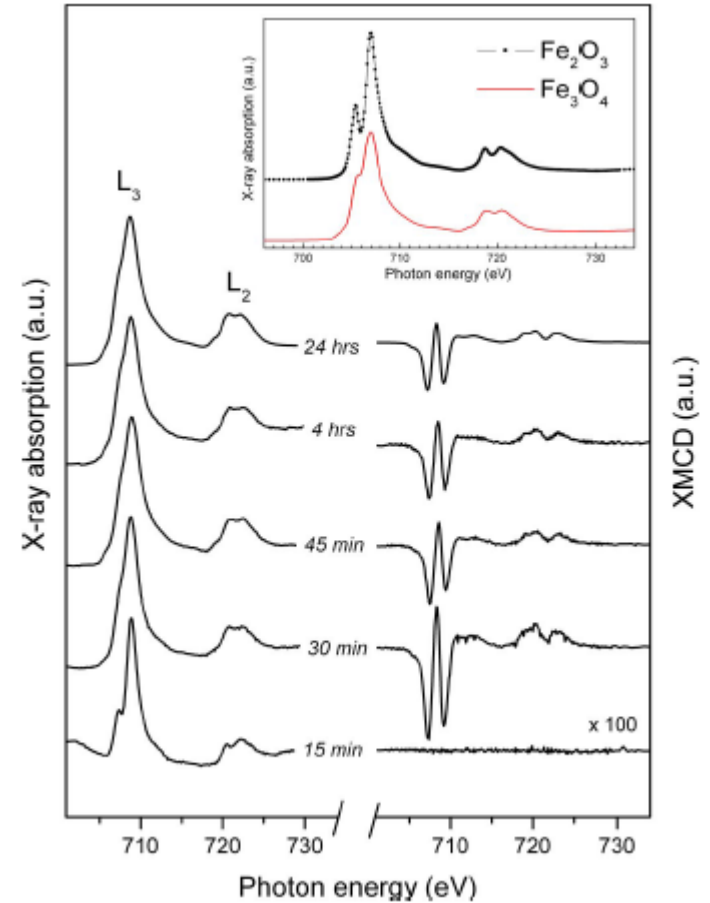 Fe₂O₃
Fe₃O₄
X-ray absorption (a.u.)
700 710 720 730
Photon energy (eV)
L₃
L₂
24 hrs
4 hrs
45 min
30 min
15 min
x 100
X-ray absorption (a.u.)
XMCD (a.u.)
710 720 730 710 720 730
Photon energy (eV)